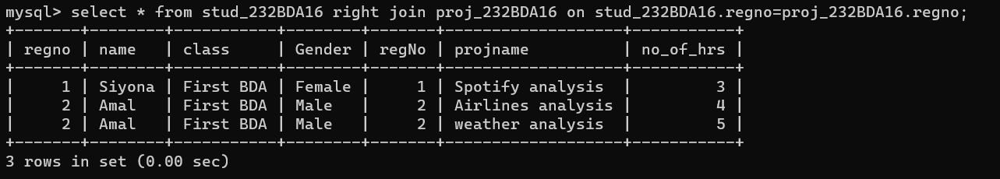 mysql> select * from stud_232BDA16 right join proj_232BDA16 on stud_232BDA16.regno=proj_232BDA16.regno;
+-------+--------+-----------+--------+-------+-------------------+-----------+
| regno | name   | class     | Gender | regNo | projname          | no_of_hrs |
+-------+--------+-----------+--------+-------+-------------------+-----------+
|     1 | Siyona | First BDA | Female |     1 | Spotify analysis  |         3 |
|     2 | Amal   | First BDA | Male   |     2 | Airlines analysis |         4 |
|     2 | Amal   | First BDA | Male   |     2 | weather analysis  |         5 |
+-------+--------+-----------+--------+-------+-------------------+-----------+
3 rows in set (0.00 sec)